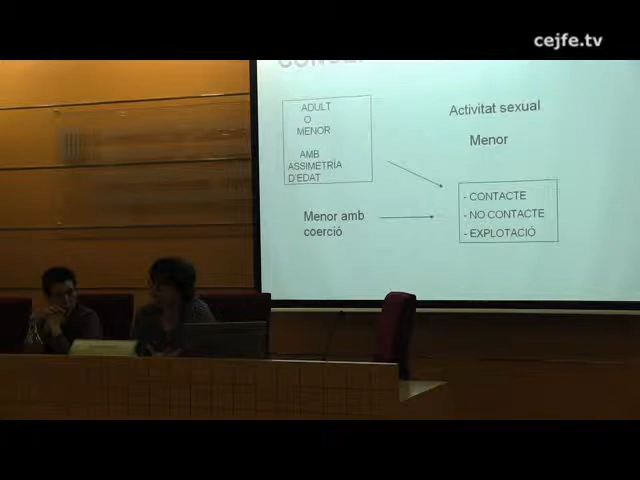 cejfe.tv
ADULT
O
MENOR
AMB
ASSIMETRÍA
D'EDAT
Menor amb
coerció
Activitat sexual
Menor
- CONTACTE
- NO CONTACTE
- EXPLOTACIÓ